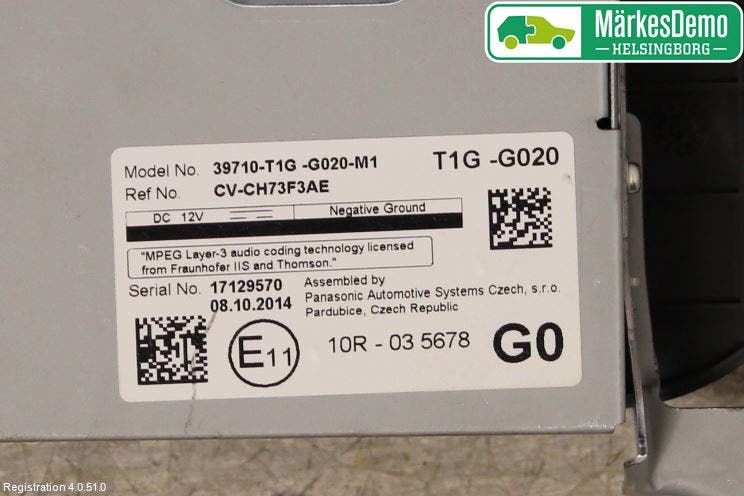 MärkesDemo
HELSINGBORG
Model No. 39710-T1G -G020-M1
T1G -G020
Ref No. CV-CH73F3AE
DC 12V
Negative Ground
"MPEG Layer-3 audio coding technology licensed
from Fraunhofer IIS and Thomson."
Serial No. 17129570
08.10.2014
Assembled by
Panasonic Automotive Systems Czech, s.r.o.
Pardubice, Czech Republic
E11
10R - 03 5678
G0
Registration 4.0.51.0